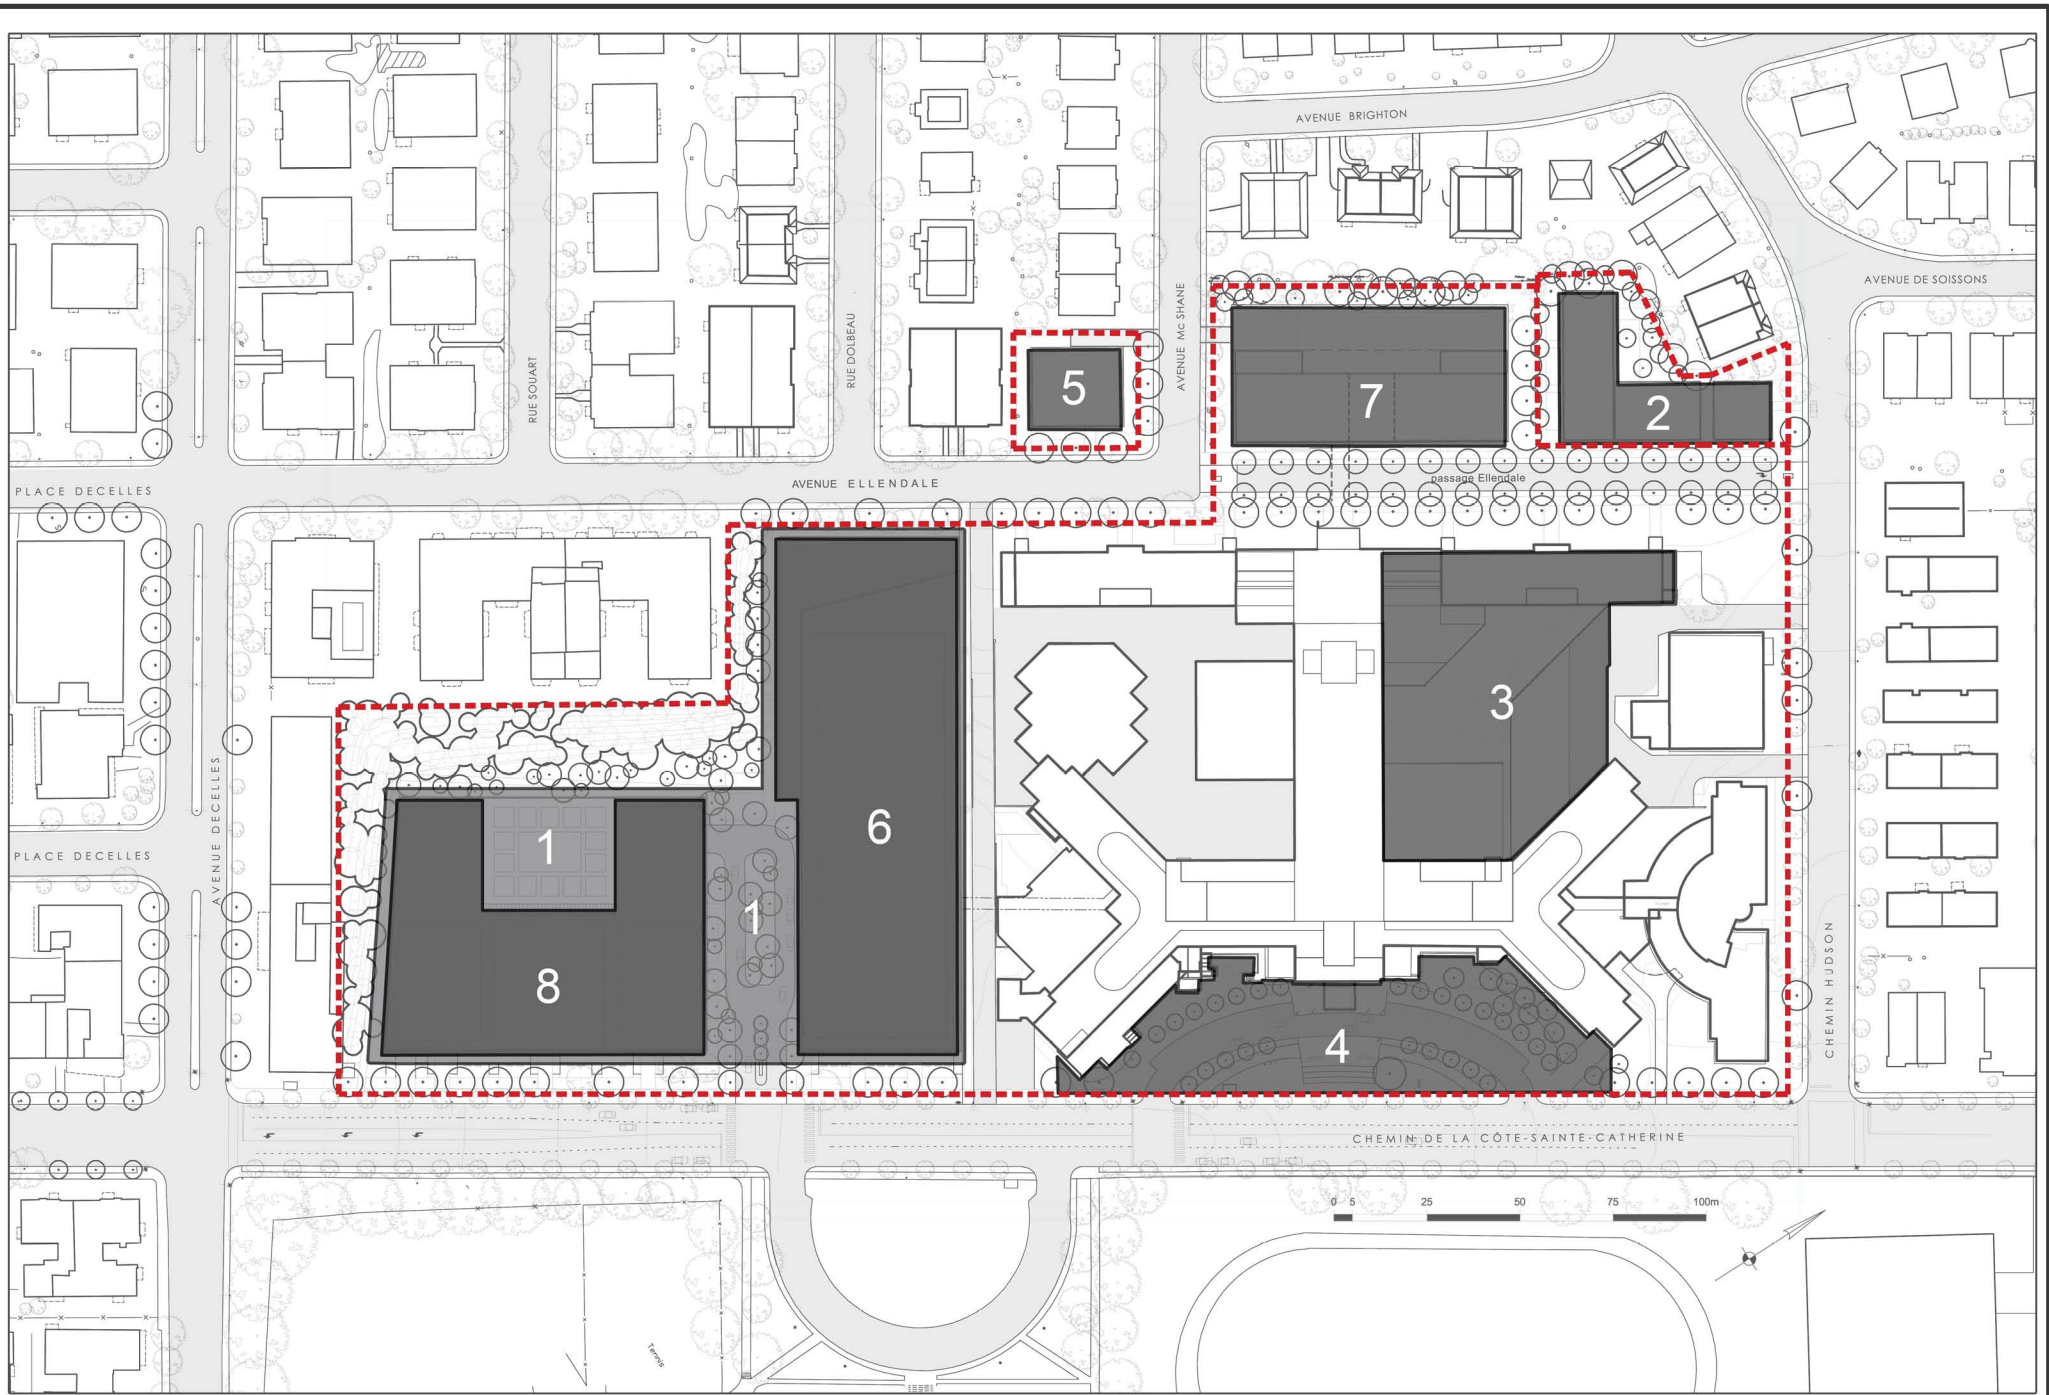 AVENUE BRIGHTON
AVENUE DE SOISSONS
AVENUE Mc SHANE
RUE DOLBEAU
RUE SOUART
5
7
2
passage Ellendale
AVENUE ELLENDALE
PLACE DECELLES
3
6
1
PLACE DECELLES
AVENUE DECELLES
1
8
4
CHEMIN HUDSON
CHEMIN DE LA CÔTE-SAINTE-CATHERINE
0 5 25 50 75 100m
Tennis